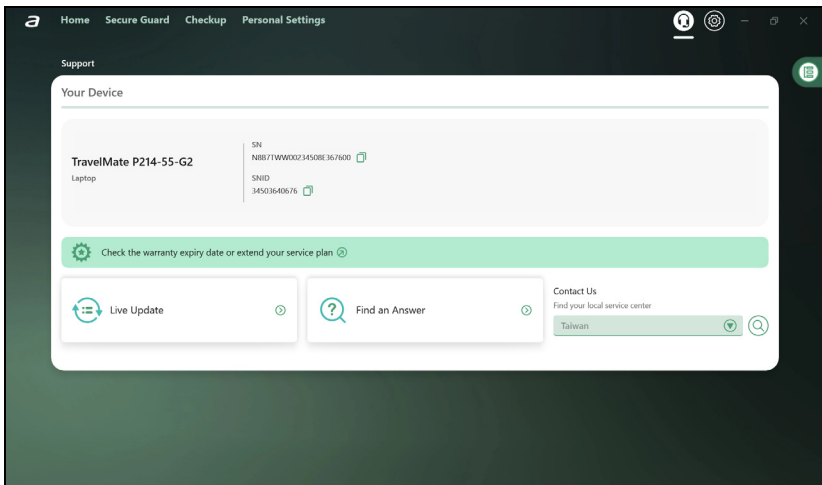 a Home Secure Guard Checkup Personal Settings
Support
Your Device
TravelMate P214-55-G2
Laptop
SN
N8B7TWW00234508E367600
SNID
34503640676
Check the warranty expiry date or extend your service plan
Live Update
Find an Answer
Contact Us
Find your local service center
Taiwan